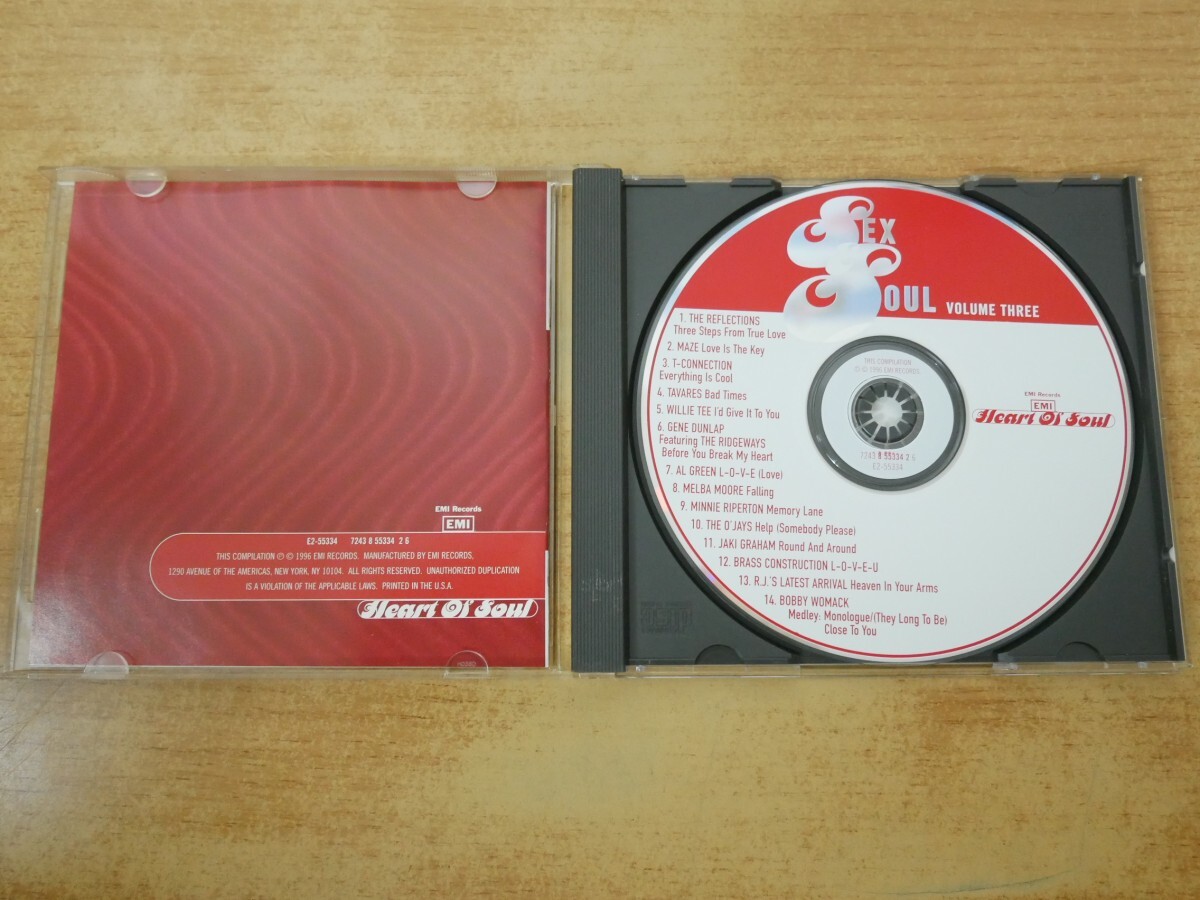 EMI Records
EMI
E2-55334 7243 8 55334 2 6
THIS COMPILATION Ⓟ © 1996 EMI RECORDS. MANUFACTURED BY EMI RECORDS,
1290 AVENUE OF THE AMERICAS, NEW YORK, NY 10104. ALL RIGHTS RESERVED. UNAUTHORIZED DUPLICATION
IS A VIOLATION OF THE APPLICABLE LAWS. PRINTED IN THE U.S.A.
Heart Of Soul
SEX
SOUL VOLUME THREE
1. THE REFLECTIONS
Three Steps From True Love
2. MAZE Love Is The Key
3. T-CONNECTION
Everything Is Cool
4. TAVARES Bad Times
5. WILLIE TEE I'd Give It To You
6. GENE DUNLAP
Featuring THE RIDGEWAYS
Before You Break My Heart
7. AL GREEN L-O-V-E (Love)
8. MELBA MOORE Falling
9. MINNIE RIPERTON Memory Lane
10. THE O'JAYS Help (Somebody Please)
11. JAKI GRAHAM Round And Around
12. BRASS CONSTRUCTION L-O-V-E-U
13. R.J.'S LATEST ARRIVAL Heaven In Your Arms
14. BOBBY WOMACK
Medley: Monologue/(They Long To Be)
Close To You
THIS COMPILATION
Ⓟ © 1996 EMI RECORDS
7243 8 55334 2 6
E2-55334
EMI Records
EMI
Heart Of Soul